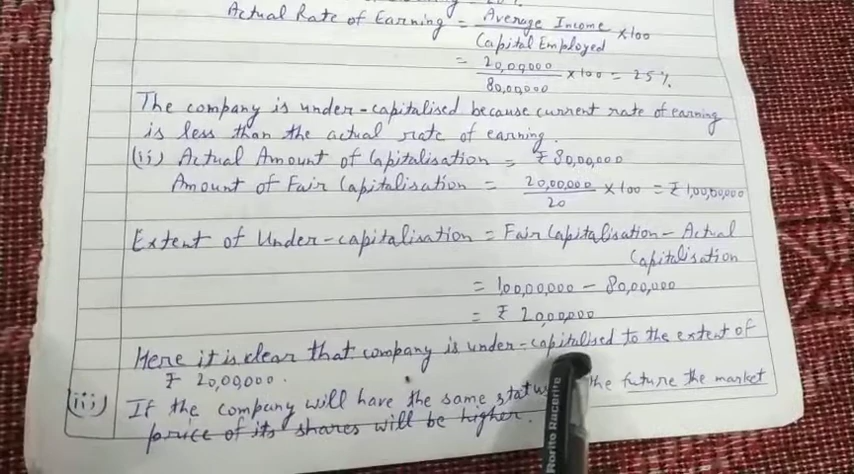 Actual Rate of Earning = Average Income / Capital Employed × 100
= 20,00,000 / 80,00,000 × 100 = 25%
The company is under-capitalised because current rate of earning
is less than the actual rate of earning.
(ii) Actual Amount of Capitalisation = ₹ 80,00,000
Amount of Fair Capitalisation = 20,00,000 / 20 × 100 = ₹ 1,00,00,000
Extent of Under-capitalisation = Fair Capitalisation - Actual
Capitalisation
= 1,00,00,000 - 80,00,000
= ₹ 20,00,000
Here it is clear that company is under-capitalised to the extent of
₹ 20,00,000.
(iii) If the company will have the same status the future the market
price of its shares will be higher.
Rorito Racerite